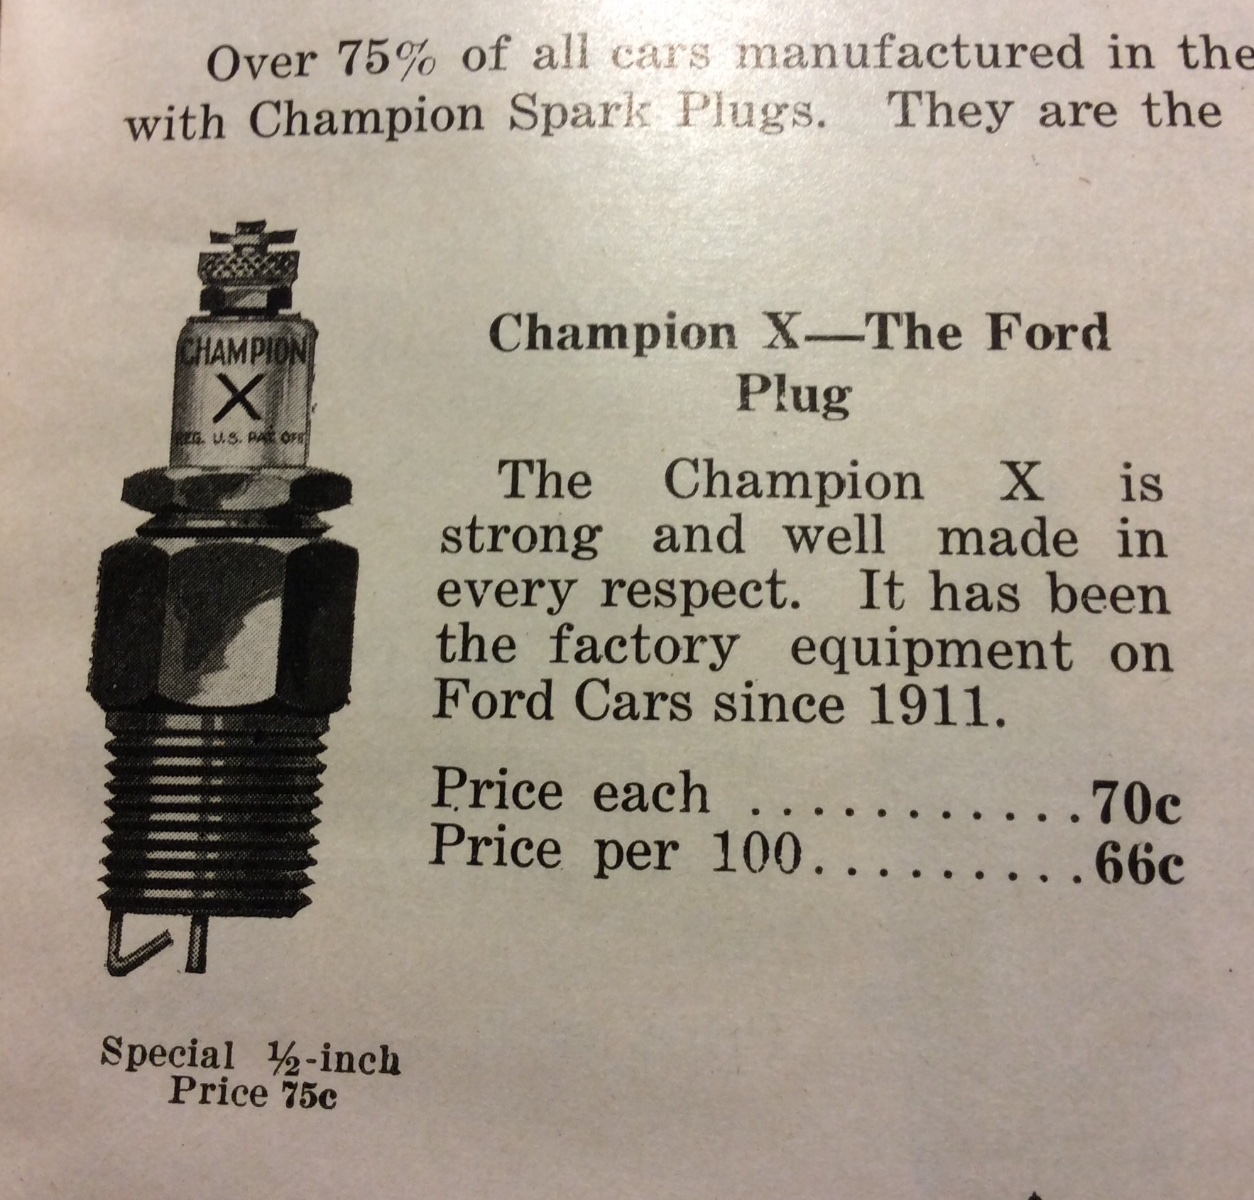 Over 75% of all cars manufactured in the
with Champion Spark Plugs. They are the
CHAMPION
X
REG. U.S. PAT. OFF
Champion X—The Ford
Plug
The Champion X is
strong and well made in
every respect. It has been
the factory equipment on
Ford Cars since 1911.
Price each ............70c
Price per 100..........66c
Special ½-inch
Price 75c